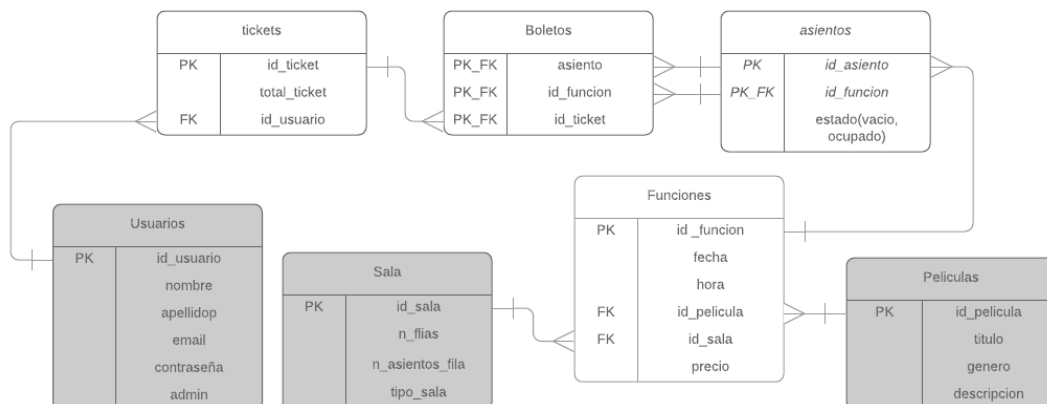 tickets
PK id_ticket
total_ticket
FK id_usuario
Boletos
PK_FK asiento
PK_FK id_funcion
PK_FK id_ticket
asientos
PK id_asiento
PK_FK id_funcion
estado(vacio,
ocupado)
Usuarios
PK id_usuario
nombre
apellidop
email
contraseña
admin
Sala
PK id_sala
n_flias
n_asientos_fila
tipo_sala
Funciones
PK id _funcion
fecha
hora
FK id_pelicula
FK id_sala
precio
Peliculas
PK id_pelicula
titulo
genero
descripcion